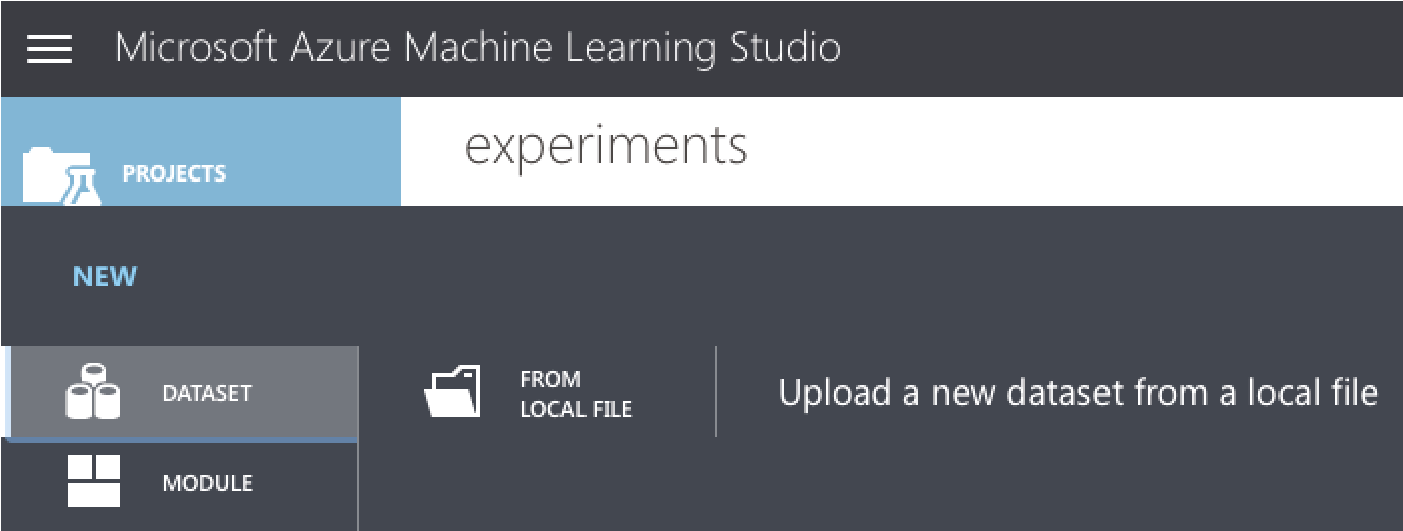 Microsoft Azure Machine Learning Studio
PROJECTS
experiments
NEW
DATASET
FROM
LOCAL FILE
Upload a new dataset from a local file
MODULE